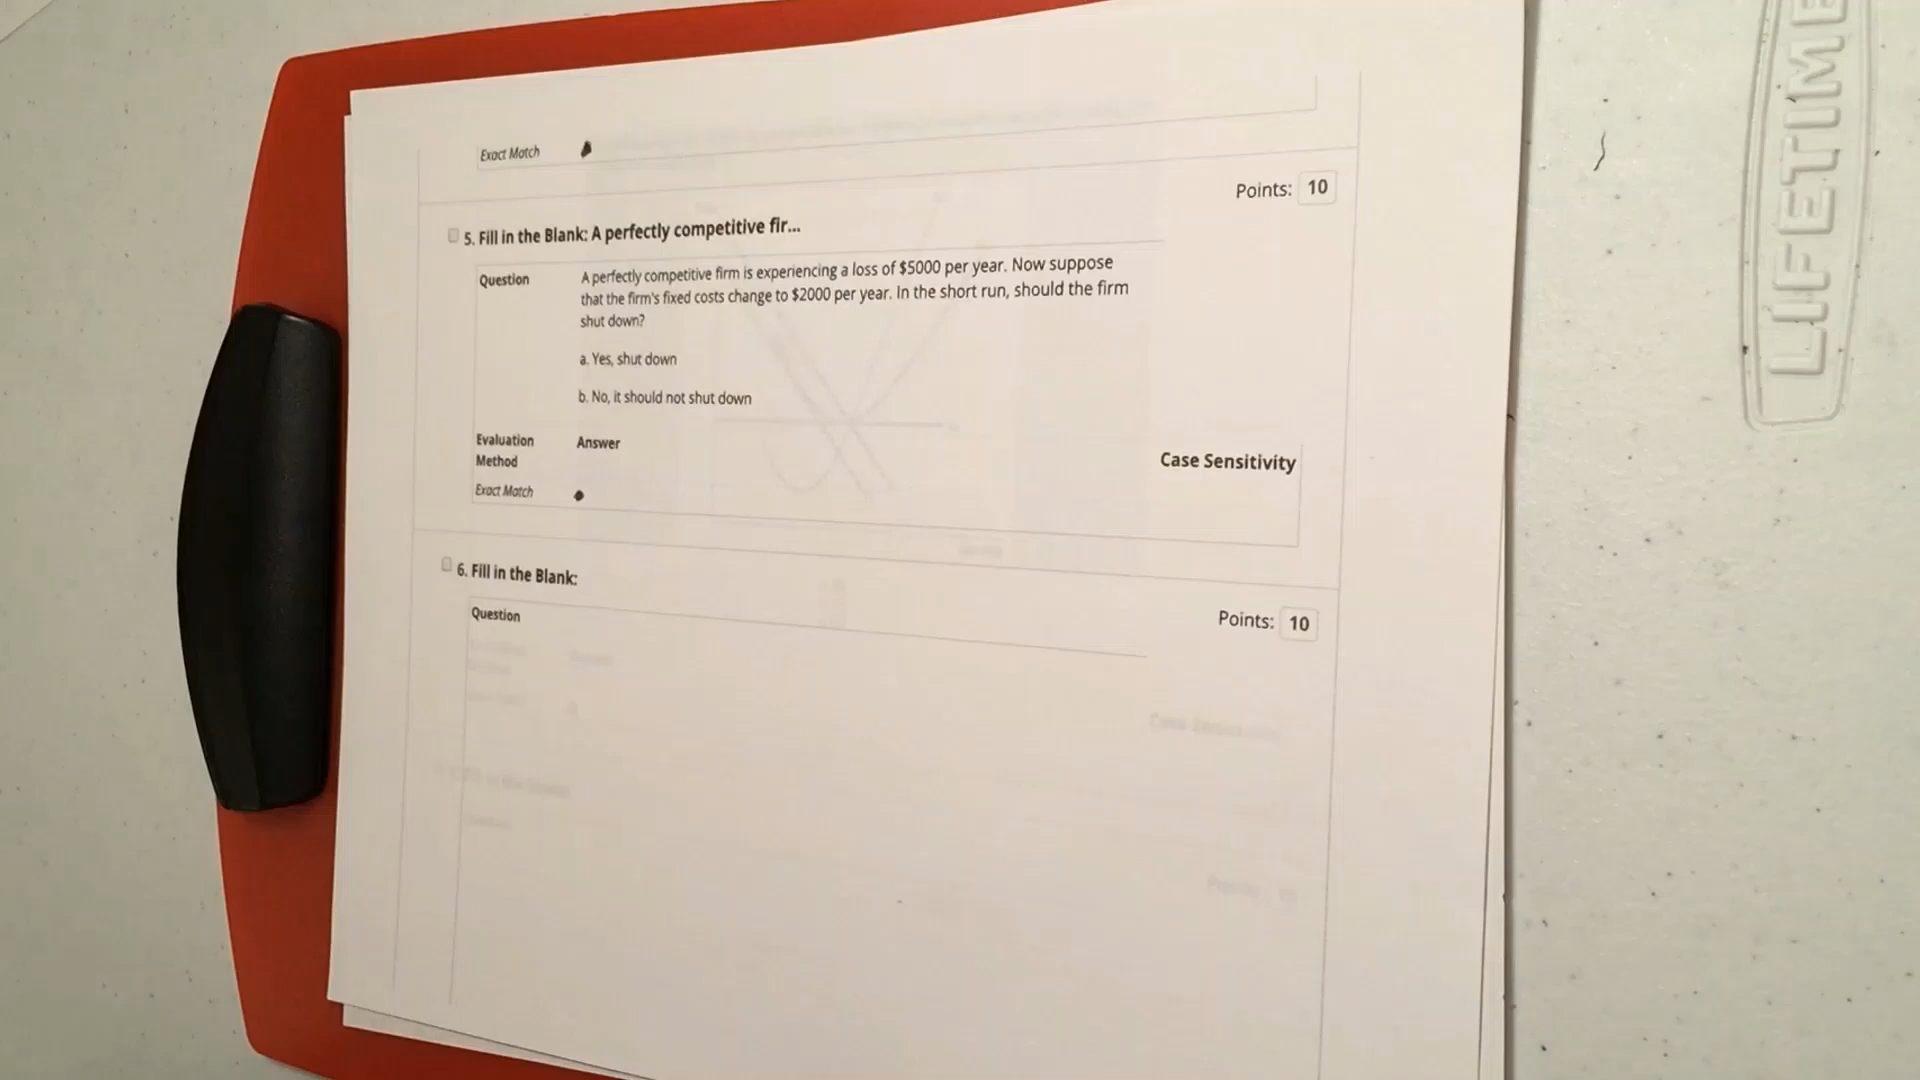 Exact Match
Points: 10
5. Fill in the Blank: A perfectly competitive fir...
Question
A perfectly competitive firm is experiencing a loss of $5000 per year. Now suppose
that the firm's fixed costs change to $2000 per year. In the short run, should the firm
shut down?
a. Yes, shut down
b. No, it should not shut down
Evaluation
Method
Answer
Case Sensitivity
Exact Match
6. Fill in the Blank:
Points: 10
Question
LIFETIME